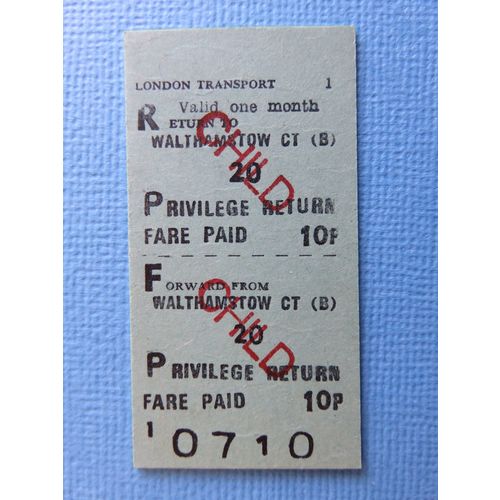 LONDON TRANSPORT 1
Valid one month
RETURN TO
WALTHAMSTOW CT (B)
CHILD
20
PRIVILEGE RETURN
FARE PAID 10P
FORWARD FROM
WALTHAMSTOW CT (B)
CHILD
20
PRIVILEGE RETURN
FARE PAID 10P
1 0710